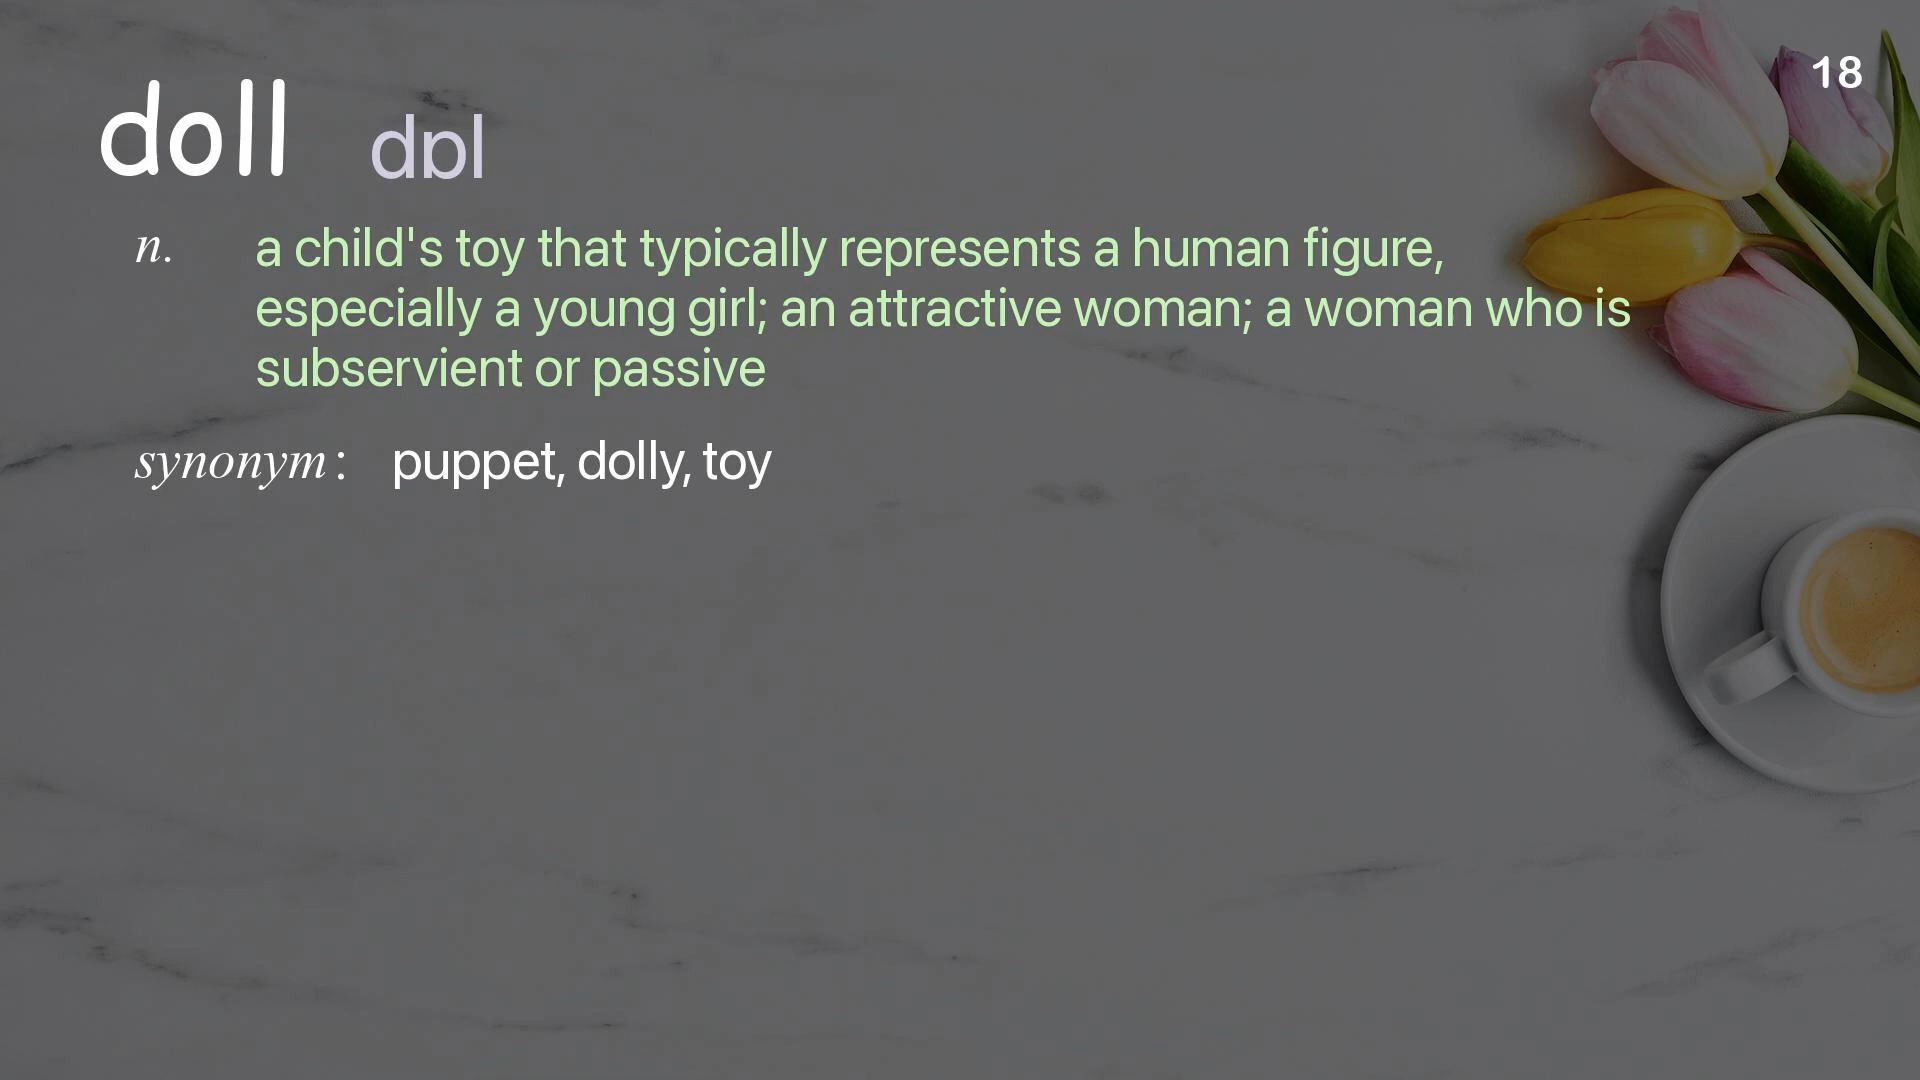 18
doll dɒl
n. a child's toy that typically represents a human figure,
especially a young girl; an attractive woman; a woman who is
subservient or passive
synonym: puppet, dolly, toy